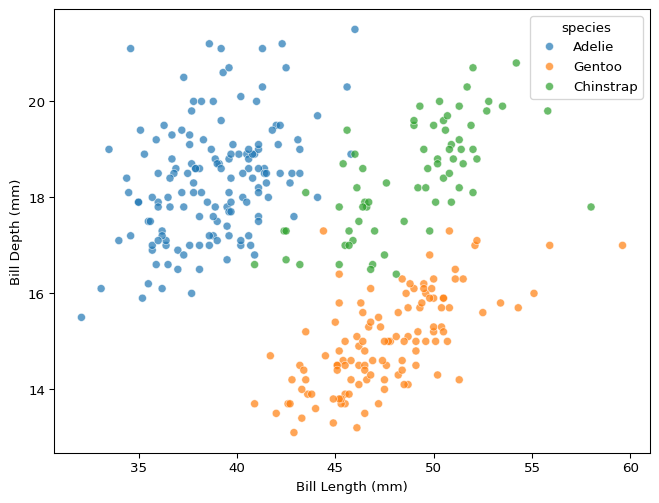 species
Adelie
Gentoo
Chinstrap
20
18
16
14
Bill Depth (mm)
35
40
45
50
55
60
Bill Length (mm)